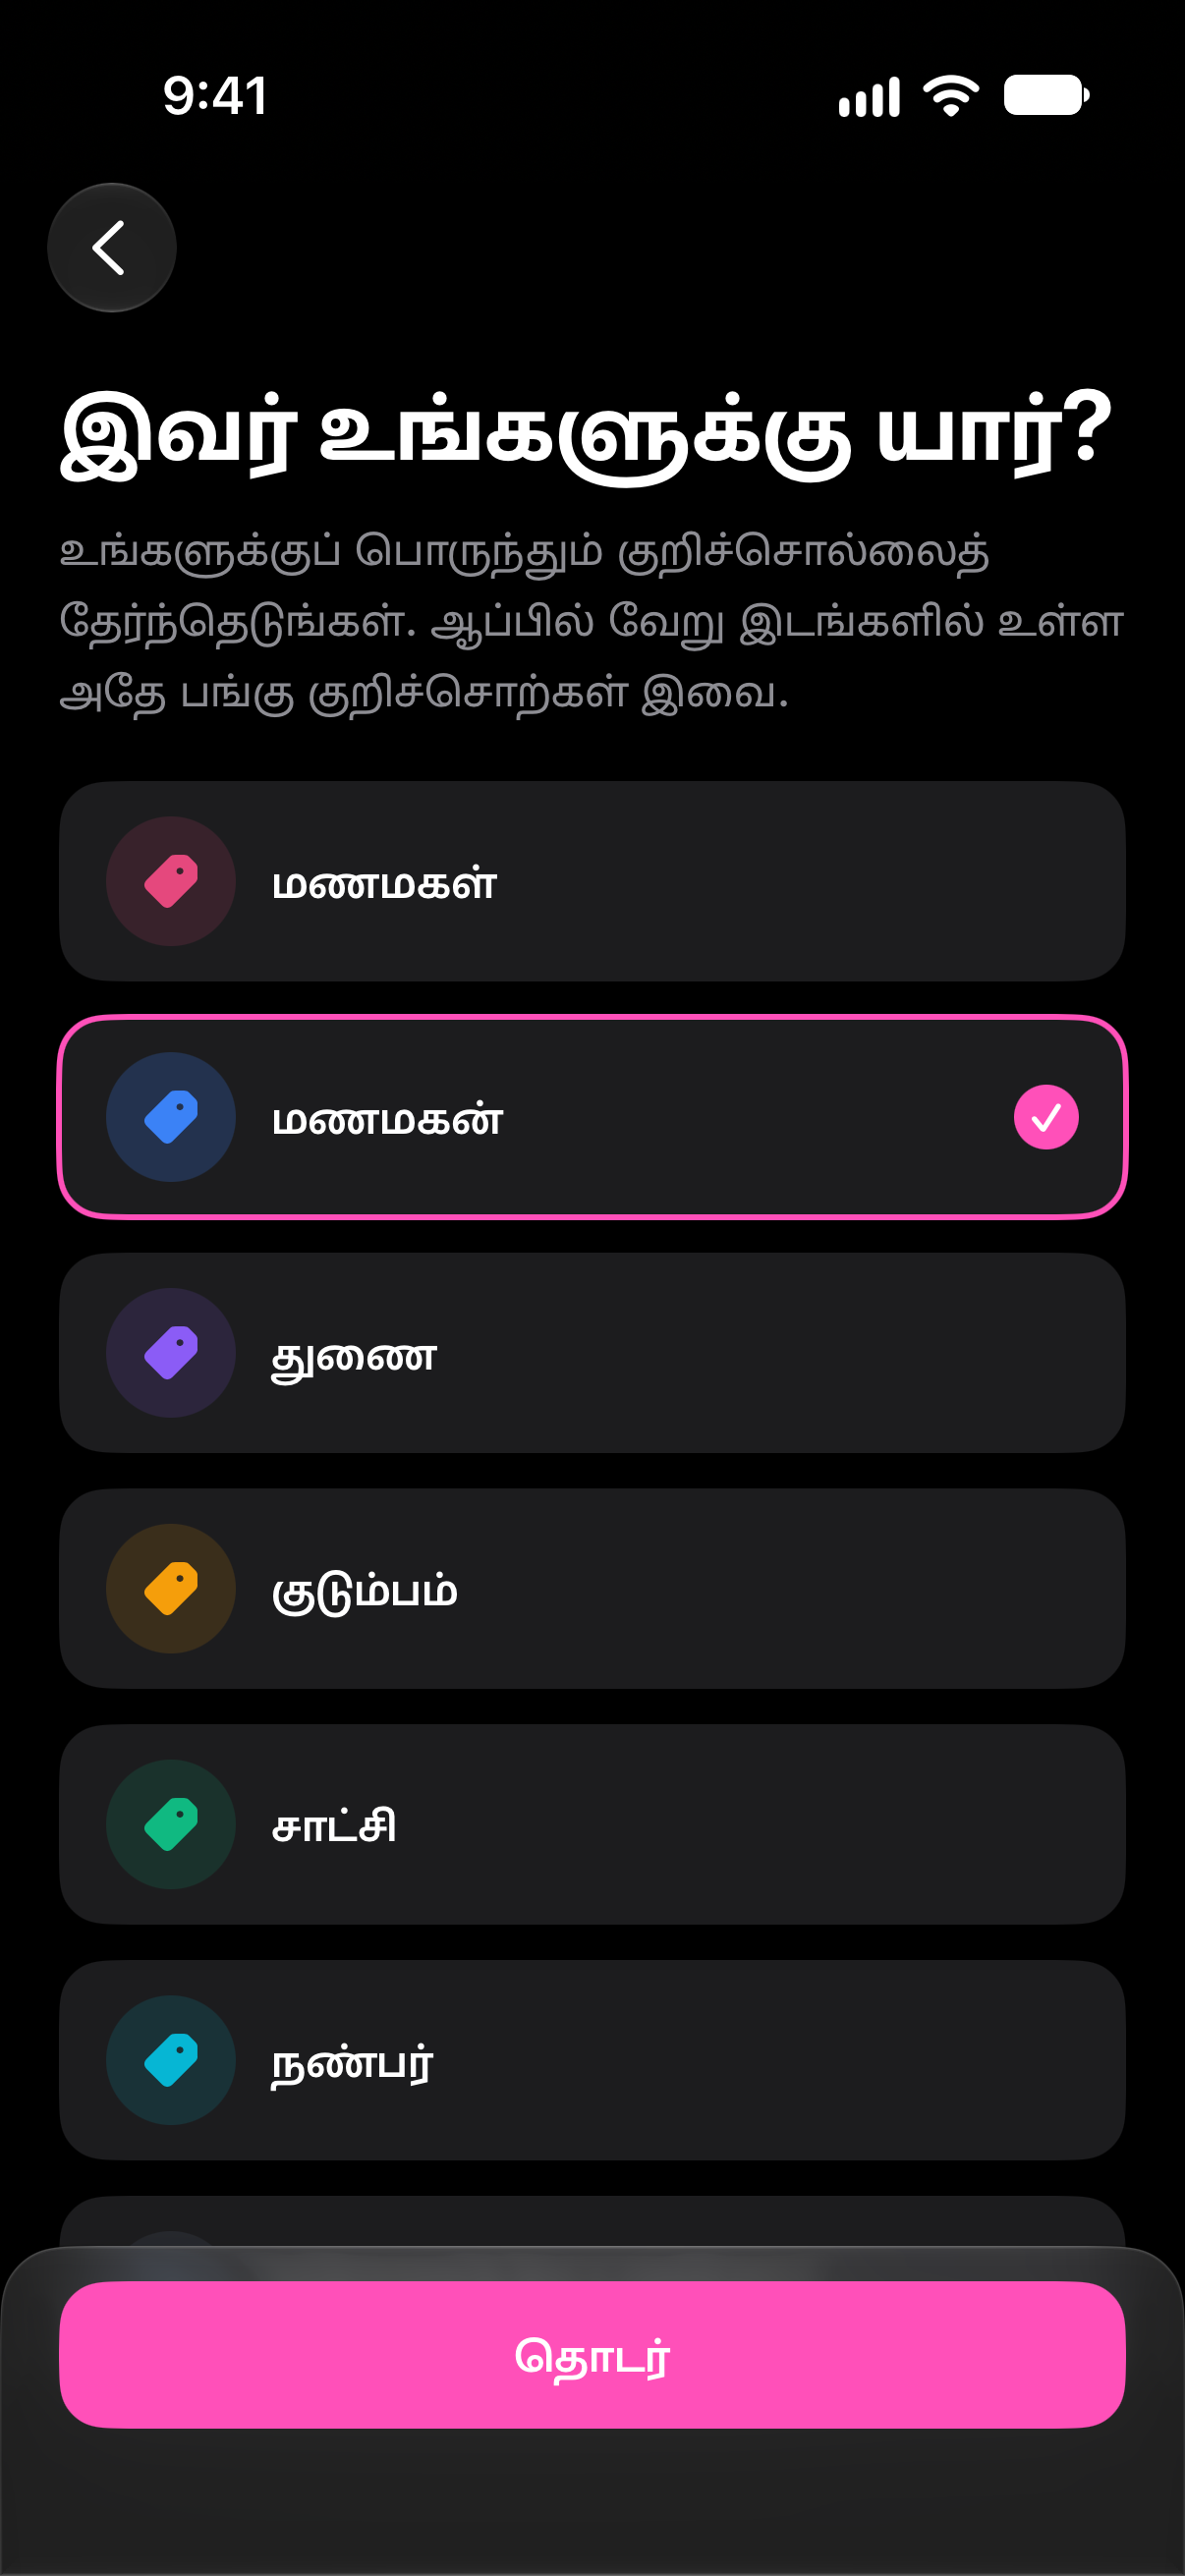 9:41
இவர் உங்களுக்கு யார்?
உங்களுக்குப் பொருந்தும் குறிச்சொல்லைத்
தேர்ந்தெடுங்கள். ஆப்பில் வேறு இடங்களில் உள்ள
அதே பங்கு குறிச்சொற்கள் இவை.
மணமகள்
மணமகன்
துணை
குடும்பம்
சாட்சி
நண்பர்
தொடர்